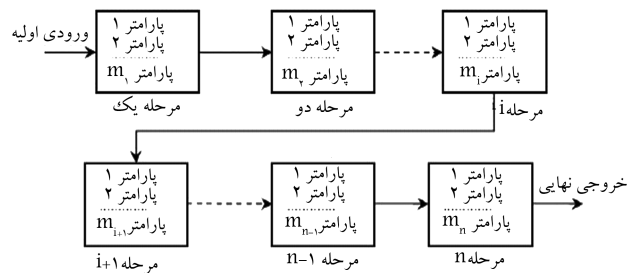 ورودی اولیه
پارامتر ۱
پارامتر ۲
..............
پارامتر m۱
مرحله یک
پارامتر ۱
پارامتر ۲
..............
پارامتر m۲
مرحله دو
پارامتر ۱
پارامتر ۲
..............
پارامتر mi
مرحله i
پارامتر ۱
پارامتر ۲
..............
پارامتر mi+۱
مرحله i+۱
پارامتر ۱
پارامتر ۲
..............
پارامتر mn-۱
مرحله n-۱
پارامتر ۱
پارامتر ۲
..............
پارامتر mn
مرحله n
خروجی نهایی